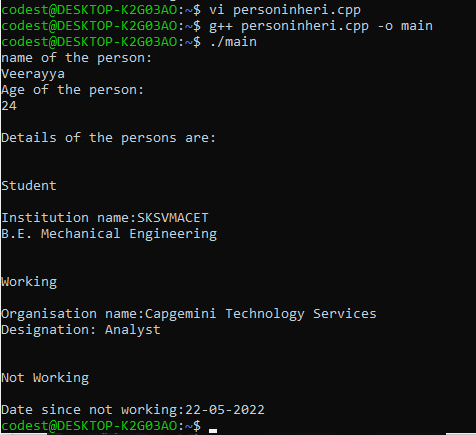 codest@DESKTOP-K2G03AO:~$ vi personinheri.cpp
codest@DESKTOP-K2G03AO:~$ g++ personinheri.cpp -o main
codest@DESKTOP-K2G03AO:~$ ./main
name of the person:
Veerayya
Age of the person:
24
Details of the persons are:
Student
Institution name:SKSVMACET
B.E. Mechanical Engineering
Working
Organisation name:Capgemini Technology Services
Designation: Analyst
Not Working
Date since not working:22-05-2022
codest@DESKTOP-K2G03AO:~$